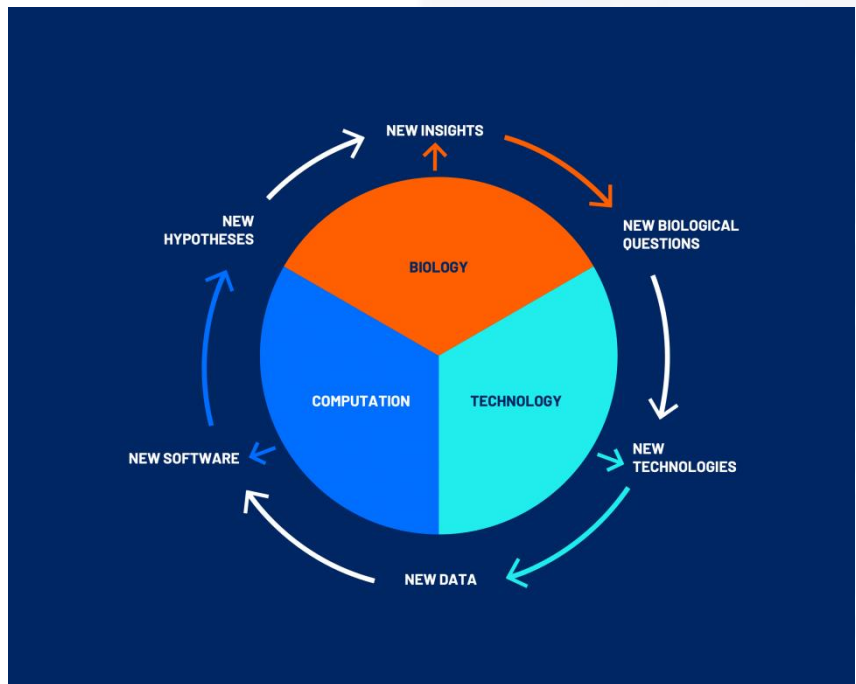 NEW INSIGHTS
NEW
HYPOTHESES
NEW BIOLOGICAL
QUESTIONS
BIOLOGY
COMPUTATION
TECHNOLOGY
NEW SOFTWARE
NEW
TECHNOLOGIES
NEW DATA